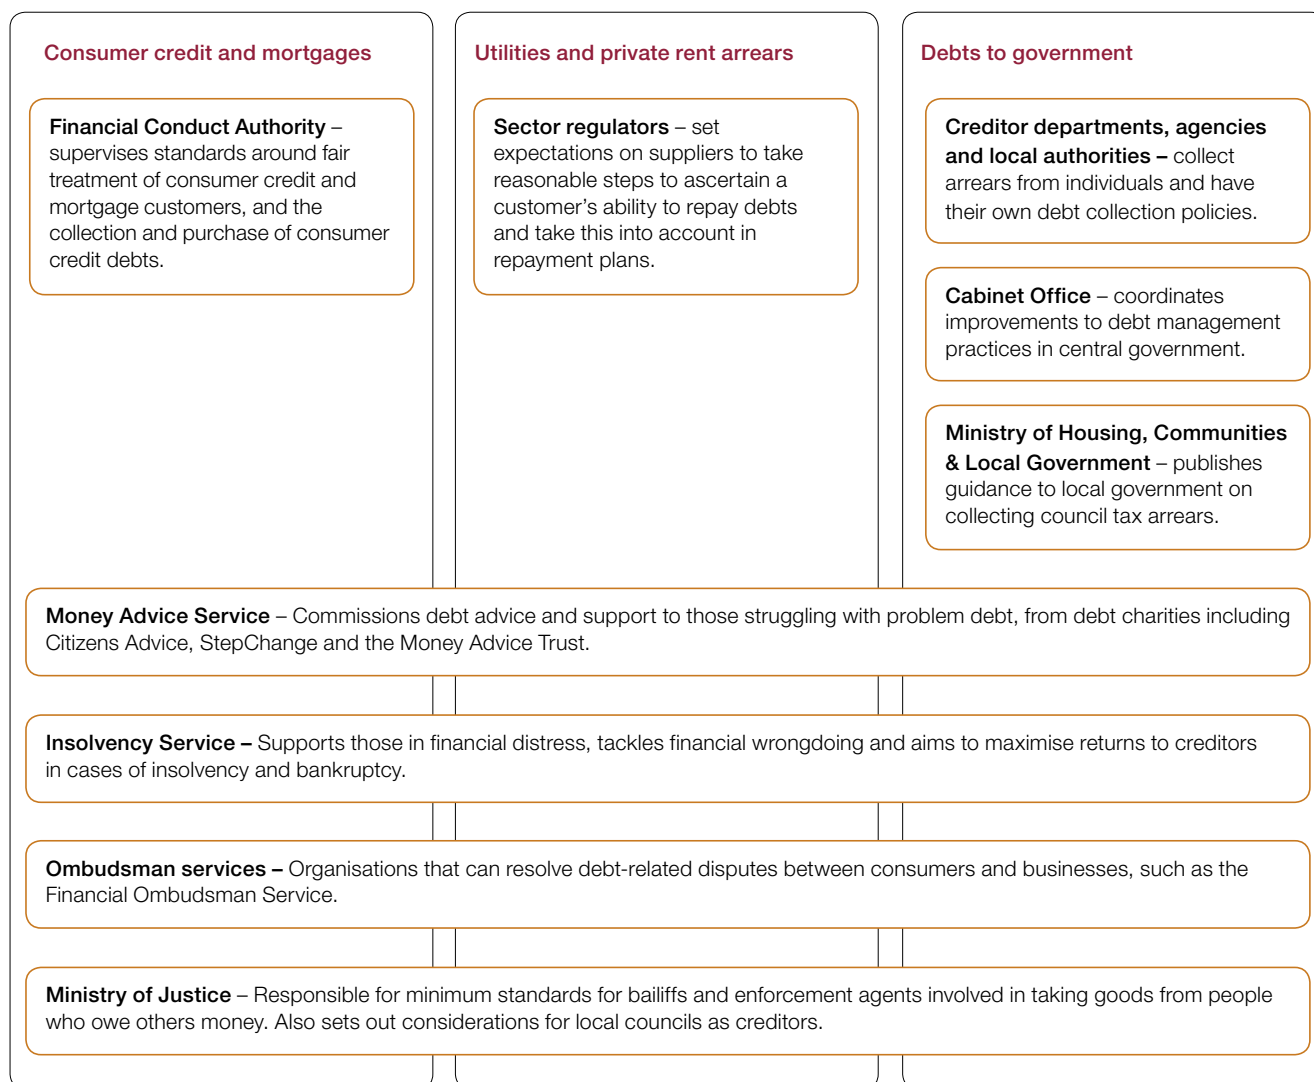 Consumer credit and mortgages
Financial Conduct Authority –
supervises standards around fair
treatment of consumer credit and
mortgage customers, and the
collection and purchase of consumer
credit debts.
Utilities and private rent arrears
Sector regulators – set
expectations on suppliers to take
reasonable steps to ascertain a
customer’s ability to repay debts
and take this into account in
repayment plans.
Debts to government
Creditor departments, agencies
and local authorities – collect
arrears from individuals and have
their own debt collection policies.
Cabinet Office – coordinates
improvements to debt management
practices in central government.
Ministry of Housing, Communities
& Local Government – publishes
guidance to local government on
collecting council tax arrears.
Money Advice Service – Commissions debt advice and support to those struggling with problem debt, from debt charities including
Citizens Advice, StepChange and the Money Advice Trust.
Insolvency Service – Supports those in financial distress, tackles financial wrongdoing and aims to maximise returns to creditors
in cases of insolvency and bankruptcy.
Ombudsman services – Organisations that can resolve debt-related disputes between consumers and businesses, such as the
Financial Ombudsman Service.
Ministry of Justice – Responsible for minimum standards for bailiffs and enforcement agents involved in taking goods from people
who owe others money. Also sets out considerations for local councils as creditors.